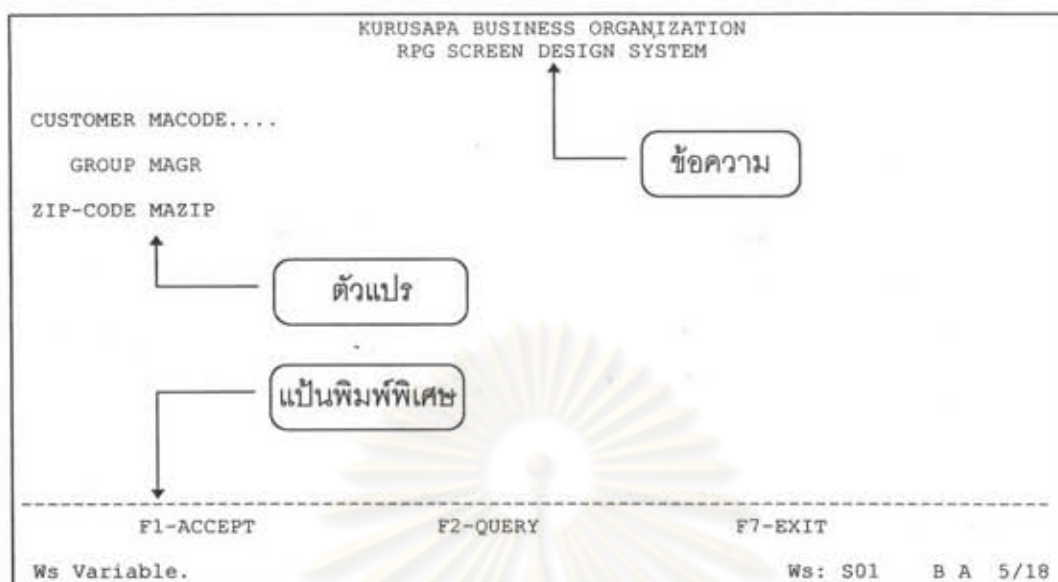 KURUSAPA BUSINESS ORGANIZATION
RPG SCREEN DESIGN SYSTEM
CUSTOMER MACODE....
ข้อความ
GROUP MAGR
ZIP-CODE MAZIP
ตัวแปร
แป้นพิมพ์พิเศษ
F1-ACCEPT F2-QUERY F7-EXIT
Ws Variable. Ws: S01 B A 5/18